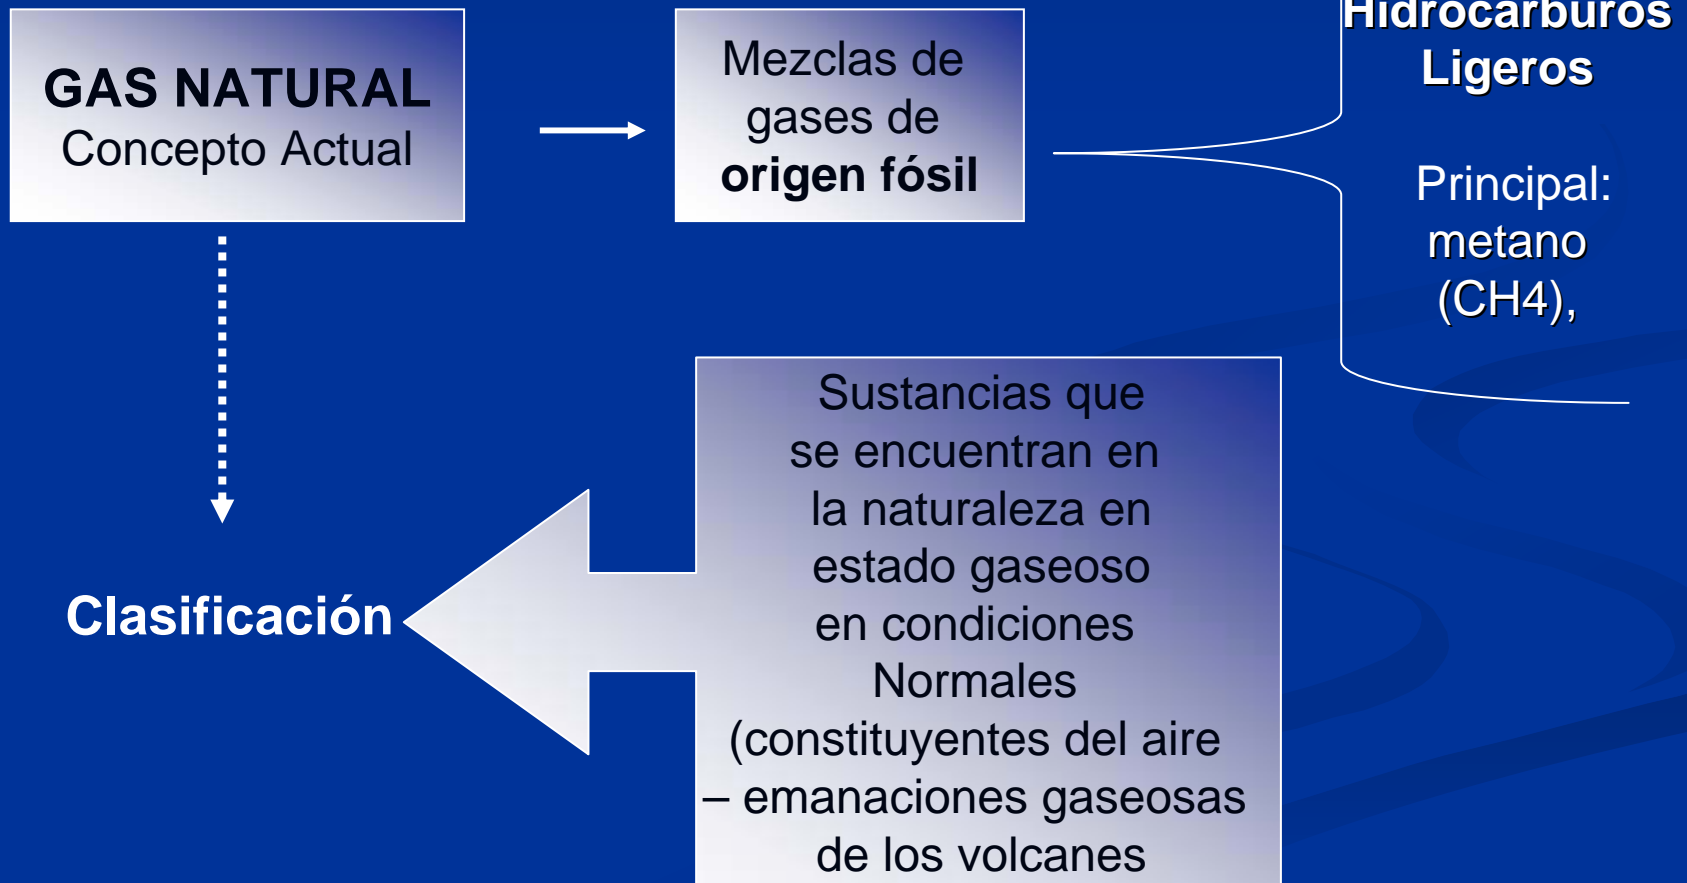 GAS NATURAL
Concepto Actual
Mezclas de
gases de
origen fósil
Hidrocarburos
Ligeros
Principal:
metano
(CH4),
Clasificación
Sustancias que
se encuentran en
la naturaleza en
estado gaseoso
en condiciones
Normales
(constituyentes del aire
– emanaciones gaseosas
de los volcanes